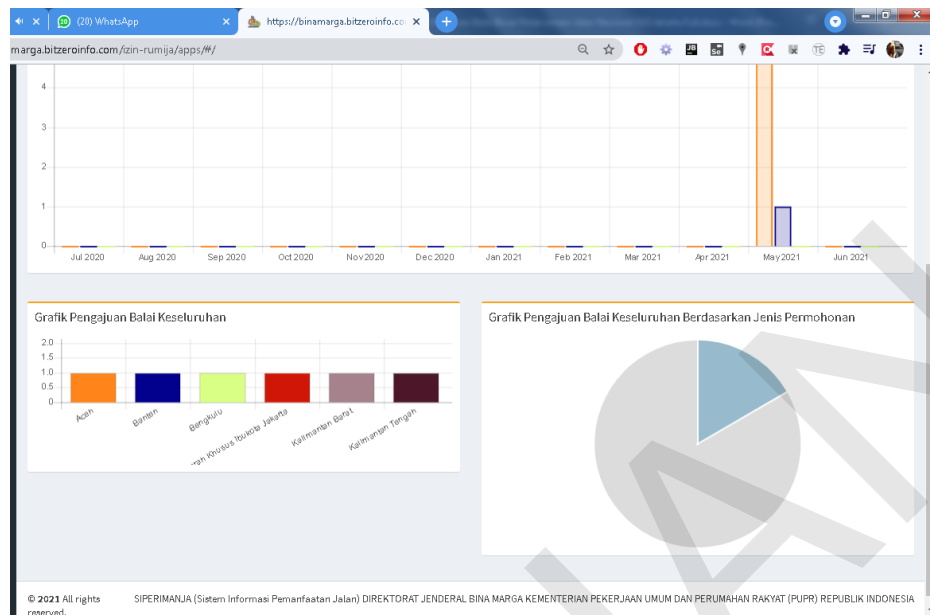 (20) WhatsApp
https://binamarga.bitzeroinfo.co
marga.bitzeroinfo.com/izin-rumija/apps/#/
4
3
2
1
0
Jul 2020 Aug 2020 Sep 2020 Oct 2020 Nov 2020 Dec 2020 Jan 2021 Feb 2021 Mar 2021 Apr 2021 May 2021 Jun 2021
Grafik Pengajuan Balai Keseluruhan
2.0
1.5
1.0
0.5
0
Aceh Banten Bengkulu ...rah Khusus Ibukota Jakarta Kalimantan Barat Kalimantan Tengah
Grafik Pengajuan Balai Keseluruhan Berdasarkan Jenis Permohonan
© 2021 All rights
reserved.
SIPERIMANJA (Sistem Informasi Pemanfaatan Jalan) DIREKTORAT JENDERAL BINA MARGA KEMENTERIAN PEKERJAAN UMUM DAN PERUMAHAN RAKYAT (PUPR) REPUBLIK INDONESIA